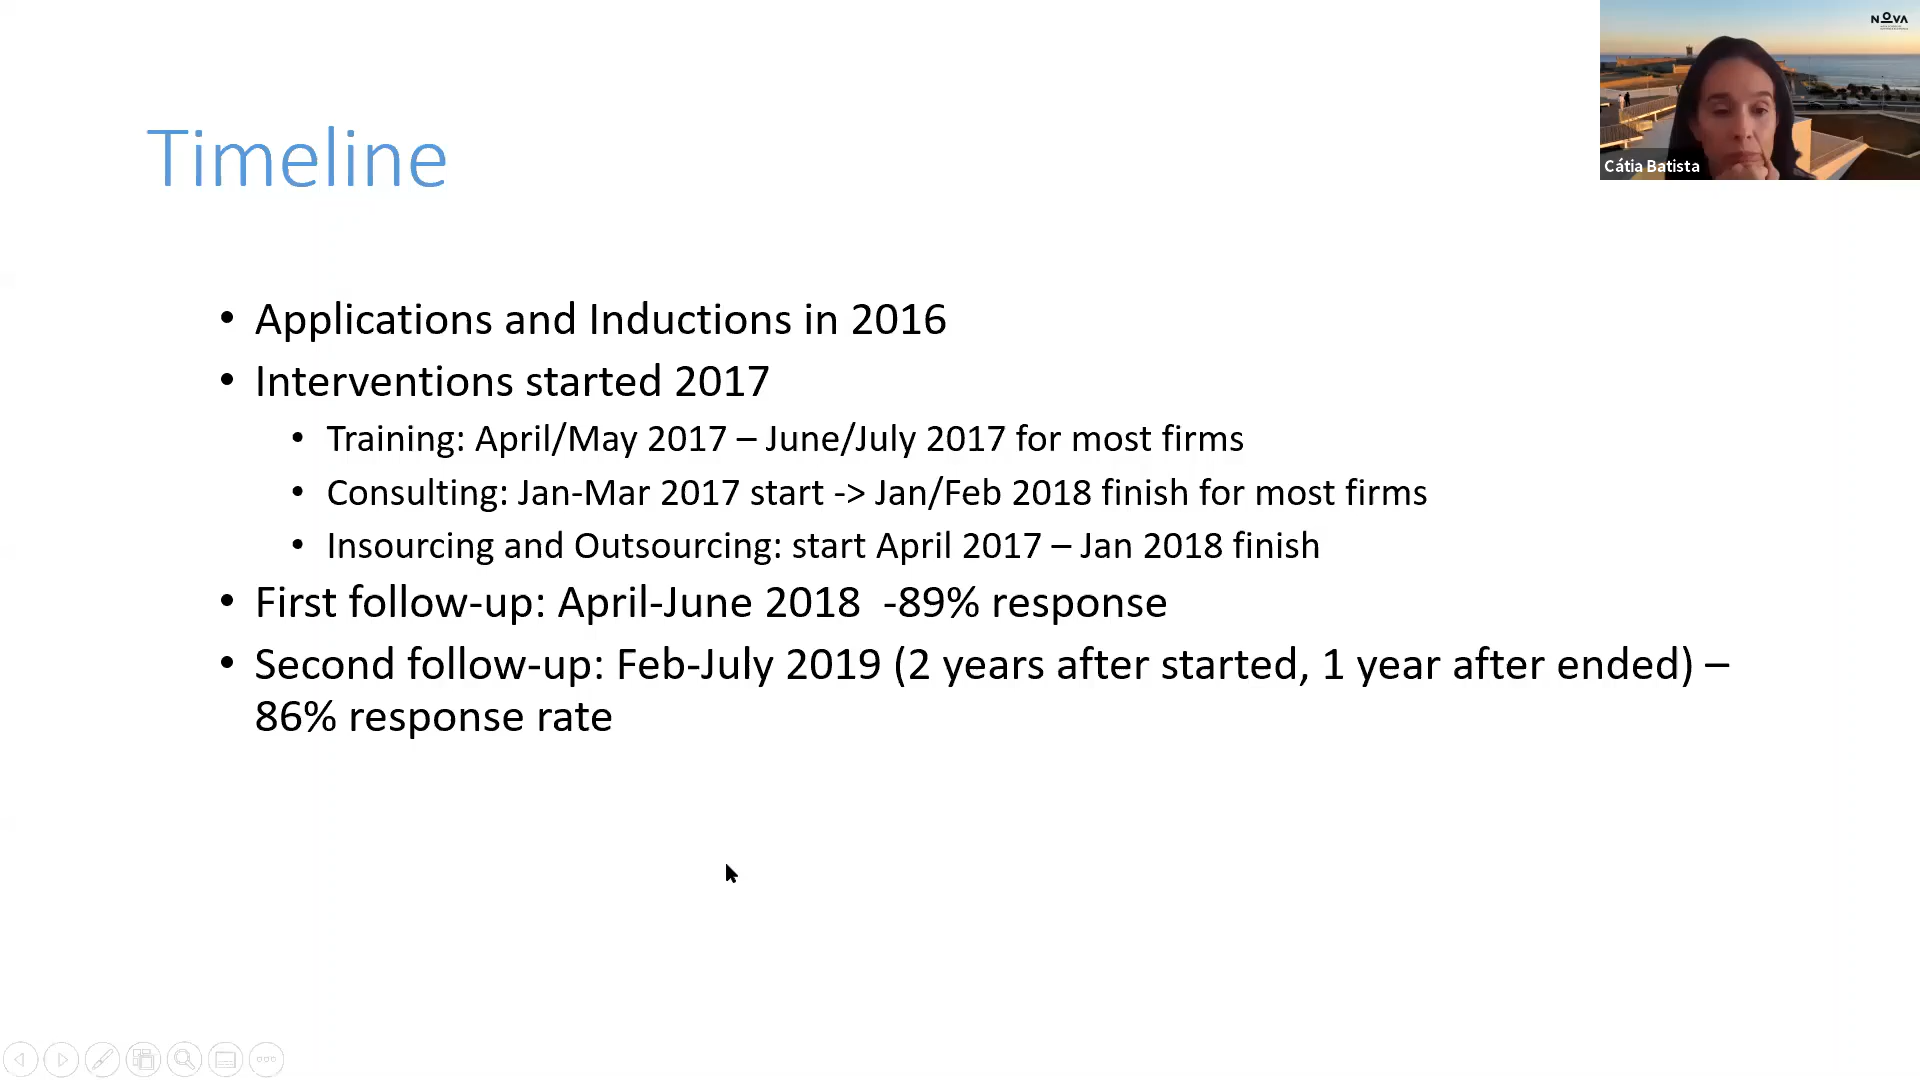 NOVA
Cátia Batista
Timeline
• Applications and Inductions in 2016
• Interventions started 2017
• Training: April/May 2017 – June/July 2017 for most firms
• Consulting: Jan-Mar 2017 start -> Jan/Feb 2018 finish for most firms
• Insourcing and Outsourcing: start April 2017 – Jan 2018 finish
• First follow-up: April-June 2018  -89% response
• Second follow-up: Feb-July 2019 (2 years after started, 1 year after ended) –
86% response rate